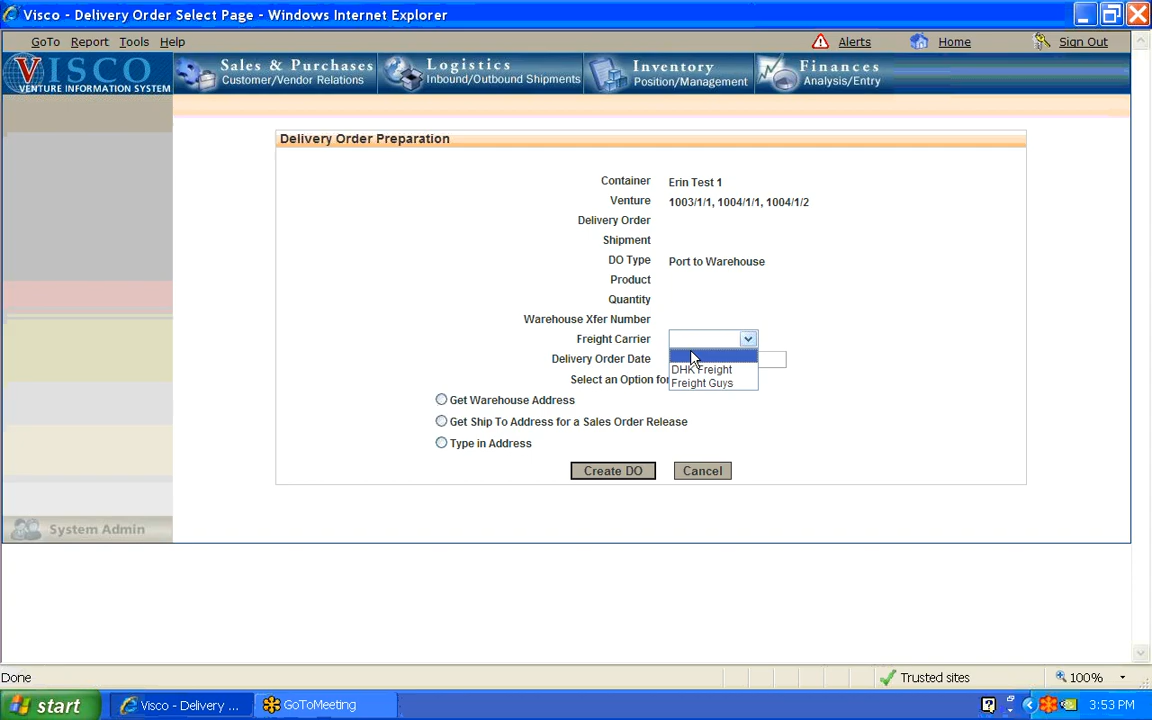 Visco - Delivery Order Select Page - Windows Internet Explorer
GoTo Report Tools Help Alerts Home Sign Out
VISCO
VENTURE INFORMATION SYSTEM
Sales & Purchases
Customer/Vendor Relations
Logistics
Inbound/Outbound Shipments
Inventory
Position/Management
Finances
Analysis/Entry
Delivery Order Preparation
Container Erin Test 1
Venture 1003/1/1, 1004/1/1, 1004/1/2
Delivery Order
Shipment
DO Type Port to Warehouse
Product
Quantity
Warehouse Xfer Number
Freight Carrier
Delivery Order Date
DHK Freight
Select an Option for
Freight Guys
Get Warehouse Address
Get Ship To Address for a Sales Order Release
Type in Address
Create DO Cancel
System Admin
Done Trusted sites 100%
start Visco - Delivery ... GoToMeeting 3:53 PM